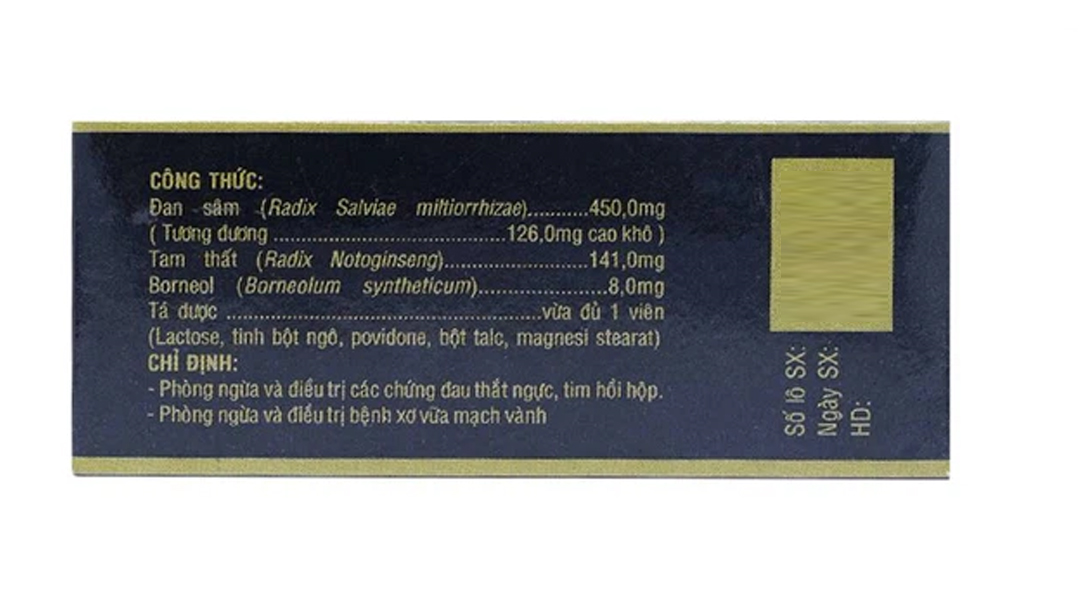 CÔNG THỨC:
Đan sâm (Radix Salviae miltiorrhizae)..........450,0mg
( Tương đương ......................................126,0mg cao khô )
Tam thất (Radix Notoginseng).......................141,0mg
Borneol (Borneolum syntheticum).....................8,0mg
Tá dược ....................................................vừa đủ 1 viên
(Lactose, tinh bột ngô, povidone, bột talc, magnesi stearat)
CHỈ ĐỊNH:
- Phòng ngừa và điều trị các chứng đau thắt ngực, tim hồi hộp.
- Phòng ngừa và điều trị bệnh xơ vữa mạch vành
Số lô SX:
Ngày SX:
HD: